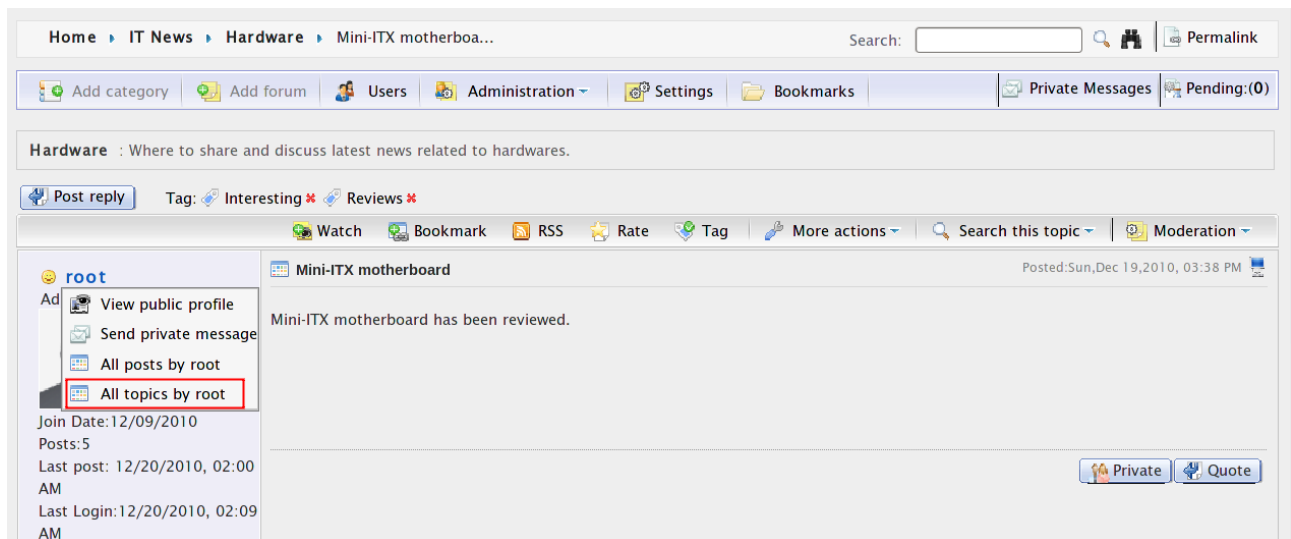 Home IT News Hardware Mini-ITX motherboa... Search: Permalink
Add category Add forum Users Administration Settings Bookmarks Private Messages Pending:(0)
Hardware : Where to share and discuss latest news related to hardwares.
Post reply Tag: Interesting Reviews
Watch Bookmark RSS Rate Tag More actions Search this topic Moderation
root Mini-ITX motherboard Posted:Sun,Dec 19,2010, 03:38 PM
Ad
View public profile
Send private message
All posts by root
All topics by root
Mini-ITX motherboard has been reviewed.
Join Date:12/09/2010
Posts:5
Last post: 12/20/2010, 02:00
AM
Last Login:12/20/2010, 02:09
AM
Private Quote